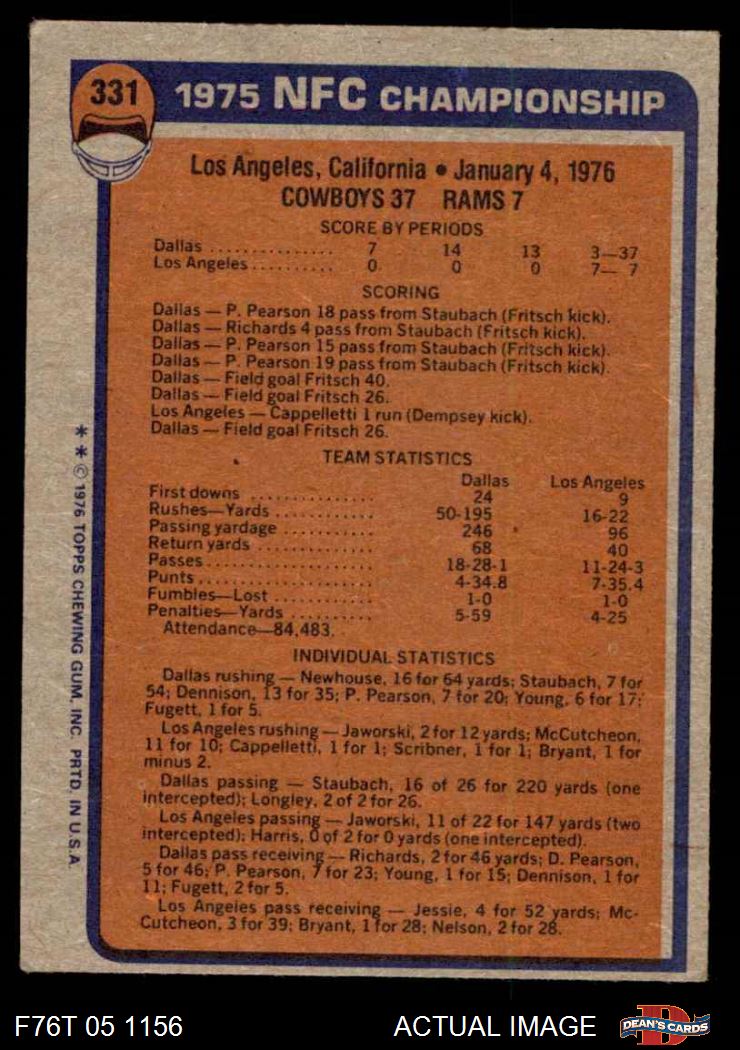 331
1975 NFC CHAMPIONSHIP
Los Angeles, California • January 4, 1976
COWBOYS 37 RAMS 7
SCORE BY PERIODS
Dallas .............. 7 14 13 3—37
Los Angeles .......... 0 0 0 7— 7
SCORING
Dallas — P. Pearson 18 pass from Staubach (Fritsch kick).
Dallas — Richards 4 pass from Staubach (Fritsch kick).
Dallas — P. Pearson 15 pass from Staubach (Fritsch kick).
Dallas — P. Pearson 19 pass from Staubach (Fritsch kick).
Dallas — Field goal Fritsch 40.
Dallas — Field goal Fritsch 26.
Los Angeles — Cappelletti 1 run (Dempsey kick).
Dallas — Field goal Fritsch 26.
TEAM STATISTICS
Dallas Los Angeles
First downs .............. 24 9
Rushes—Yards ............ 50-195 16-22
Passing yardage .......... 246 96
Return yards ............. 68 40
Passes.................... 18-28-1 11-24-3
Punts .................... 4-34.8 7-35.4
Fumbles—Lost ............ 1-0 1-0
Penalties—Yards .......... 5-59 4-25
Attendance—84,483.
INDIVIDUAL STATISTICS
Dallas rushing — Newhouse, 16 for 64 yards; Staubach, 7 for
54; Dennison, 13 for 35; P. Pearson, 7 for 20; Young, 6 for 17;
Fugett, 1 for 5.
Los Angeles rushing — Jaworski, 2 for 12 yards; McCutcheon,
11 for 10; Cappelletti, 1 for 1; Scribner, 1 for 1; Bryant, 1 for
minus 2.
Dallas passing — Staubach, 16 of 26 for 220 yards (one
intercepted); Longley, 2 of 2 for 26.
Los Angeles passing — Jaworski, 11 of 22 for 147 yards (two
intercepted); Harris, 0 of 2 for 0 yards (one intercepted).
Dallas pass receiving — Richards, 2 for 46 yards; D. Pearson,
5 for 46; P. Pearson, 7 for 23; Young, 1 for 15; Dennison, 1 for
11; Fugett, 2 for 5.
Los Angeles pass receiving — Jessie, 4 for 52 yards; Mc-
Cutcheon, 3 for 39; Bryant, 1 for 28; Nelson, 2 for 28.
* * © 1976 TOPPS CHEWING GUM, INC. PRTD. IN U.S.A.
F76T 05 1156
ACTUAL IMAGE
D
DEAN'S CARDS